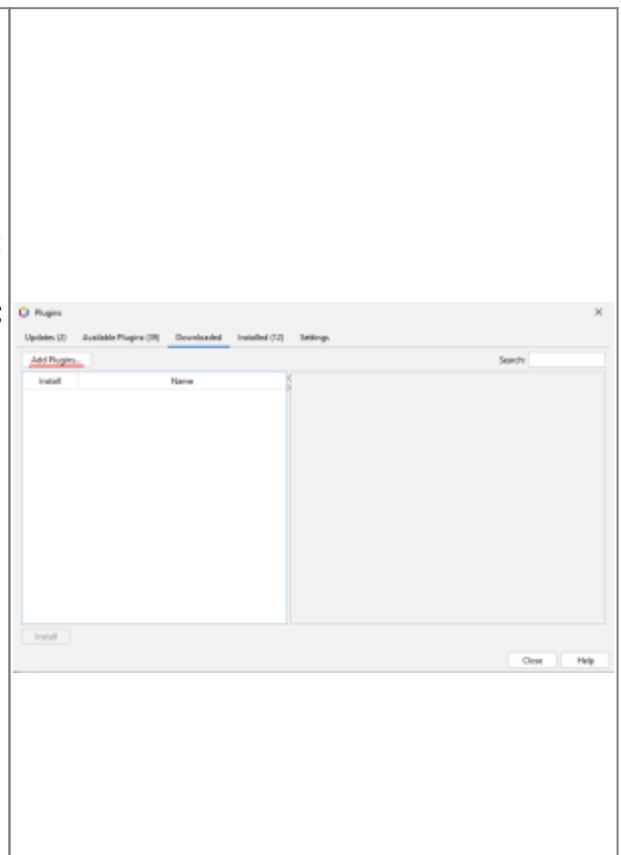 Plugins
Updates (2) Available Plugins (39) Downloaded Installed (12) Settings
Add Plugins... Search:
Install Name
Install
Close Help